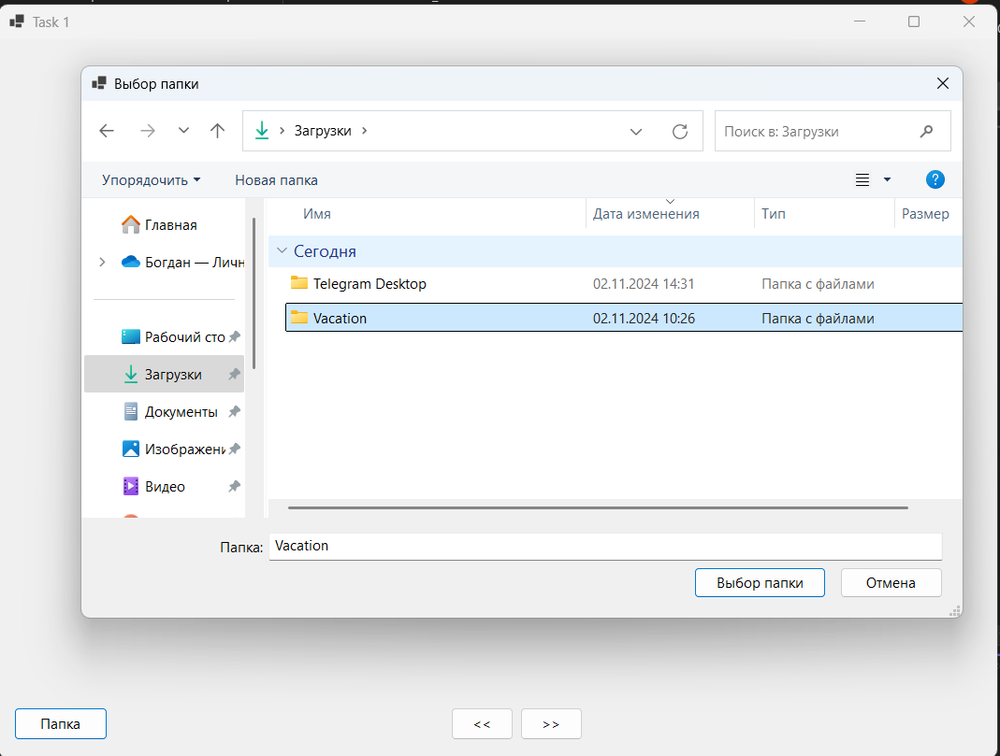 Task 1
Выбор папки
Загрузки
Поиск в: Загрузки
Упорядочить
Новая папка
?
Имя
Дата изменения
Тип
Размер
Главная
Богдан — Личн
Рабочий сто
Загрузки
Документы
Изображени
Видео
Сегодня
Telegram Desktop 02.11.2024 14:31 Папка с файлами
Vacation 02.11.2024 10:26 Папка с файлами
Папка: Vacation
Выбор папки
Отмена
Папка
<<
>>